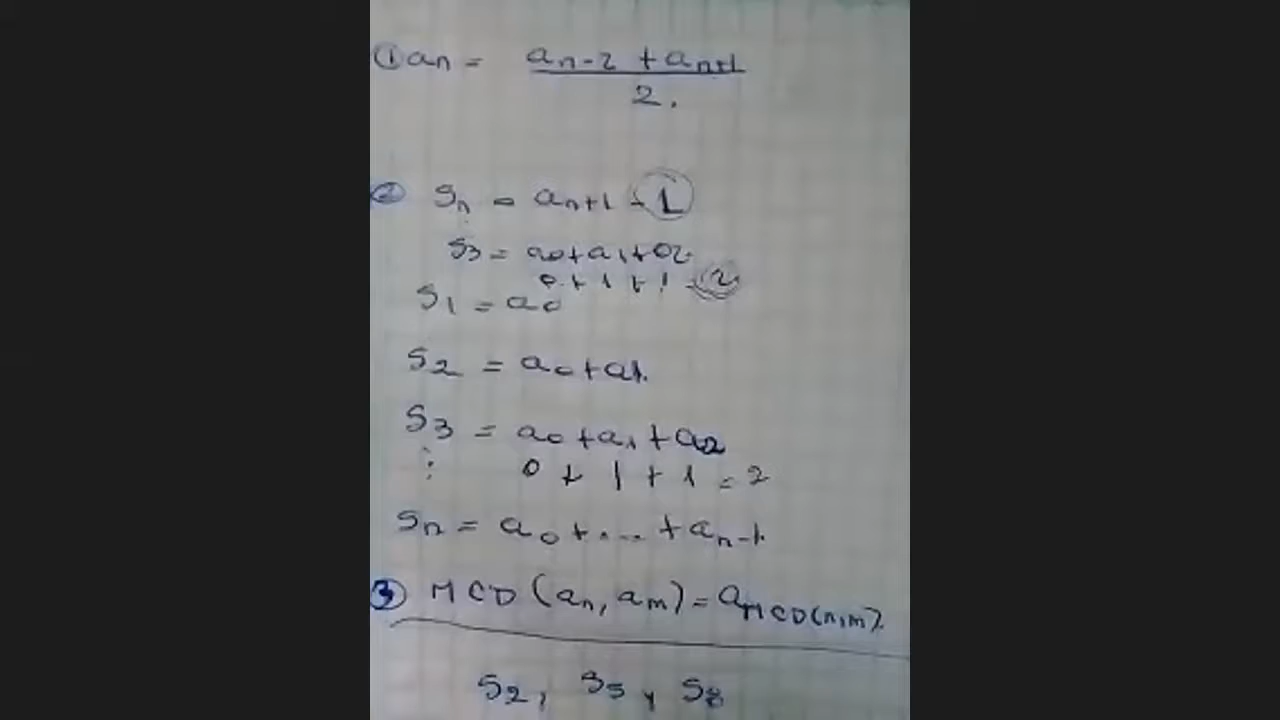 ① an = an-2 + an+1
2.
② Sn = an+1 - 1
S3 = a0 + a1 + a2.
0 + 1 + 1 = 2
S1 = a0
S2 = a0 + a1.
S3 = a0 + a1 + a2
⋮ 0 + 1 + 1 = 2
Sn = a0 + ... + an-1.
③ MCD (an, am) = aMCD(n,m).
S2, S5 y S8